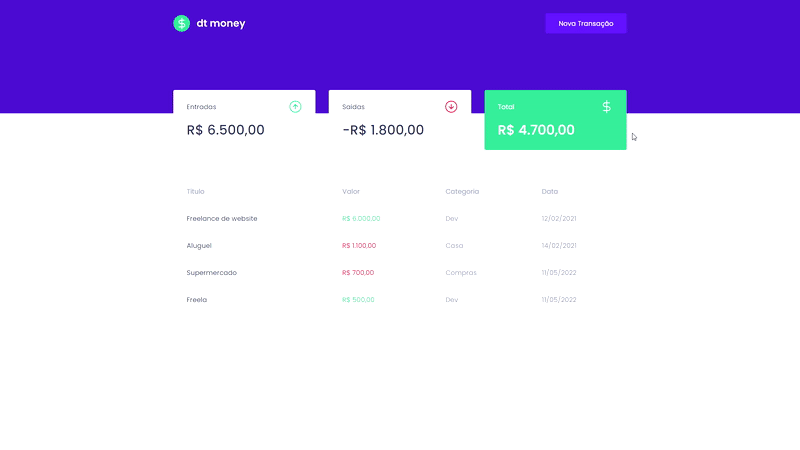 dt money
Nova Transação
Entradas
Saídas
Total
R$ 6.500,00
-R$ 1.800,00
R$ 4.700,00
Título Valor Categoria Data
Freelance de website R$ 6.000,00 Dev 12/02/2021
Aluguel R$ 1.100,00 Casa 14/02/2021
Supermercado R$ 700,00 Compras 11/05/2022
Freela R$ 500,00 Dev 11/05/2022